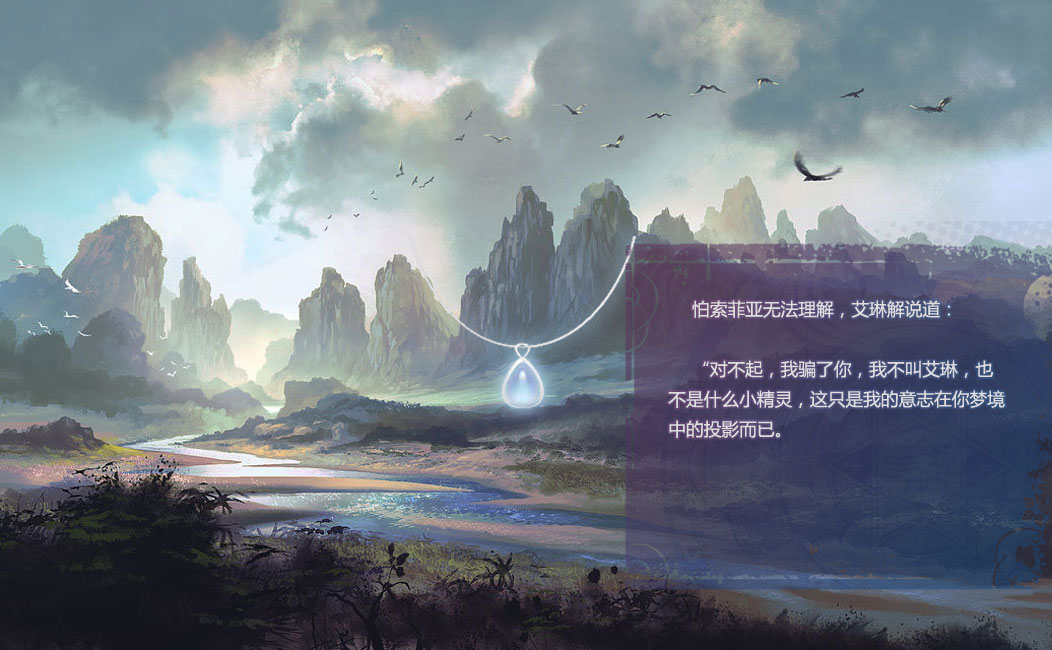 怕索菲亚无法理解，艾琳解说道：
“对不起，我骗了你，我不叫艾琳，也
不是什么小精灵，这只是我的意志在你梦境
中的投影而已。